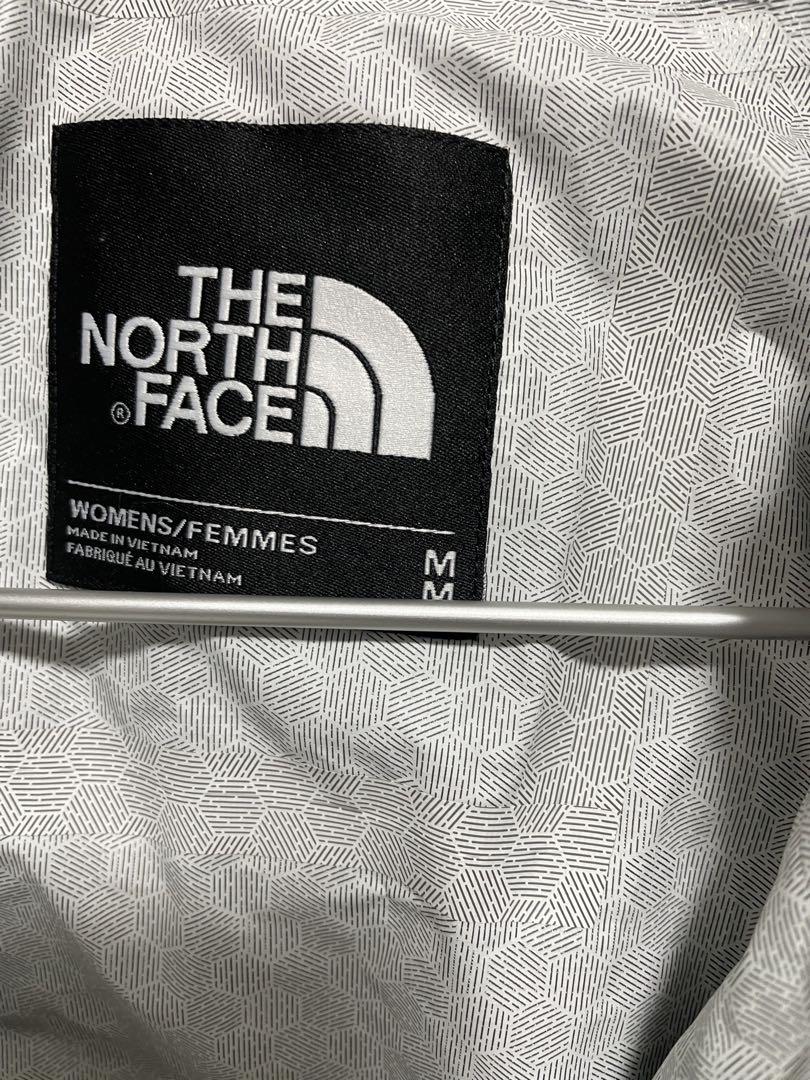 THE
NORTH
® FACE
WOMENS/FEMMES
MADE IN VIETNAM
FABRIQUÉ AU VIETNAM
M
M